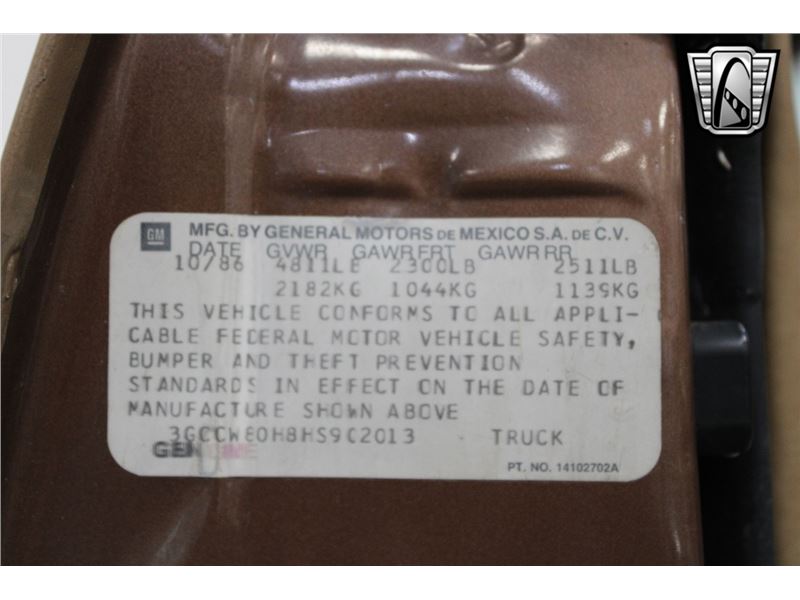 GM MFG. BY GENERAL MOTORS DE MEXICO S.A. DE C.V.
DATE GVWR GAWR FRT GAWR RR
10/86 4811LB 2300LB 2511LB
2182KG 1044KG 1139KG
THIS VEHICLE CONFORMS TO ALL APPLI-
CABLE FEDERAL MOTOR VEHICLE SAFETY,
BUMPER AND THEFT PREVENTION
STANDARDS IN EFFECT ON THE DATE OF
MANUFACTURE SHOWN ABOVE
3GCCW80H8HS902013 TRUCK
GENUINE
PT. NO. 14102702A